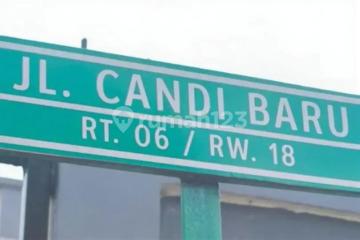 JL. CANDI BARU
RT. 06 / RW. 18
rumah123